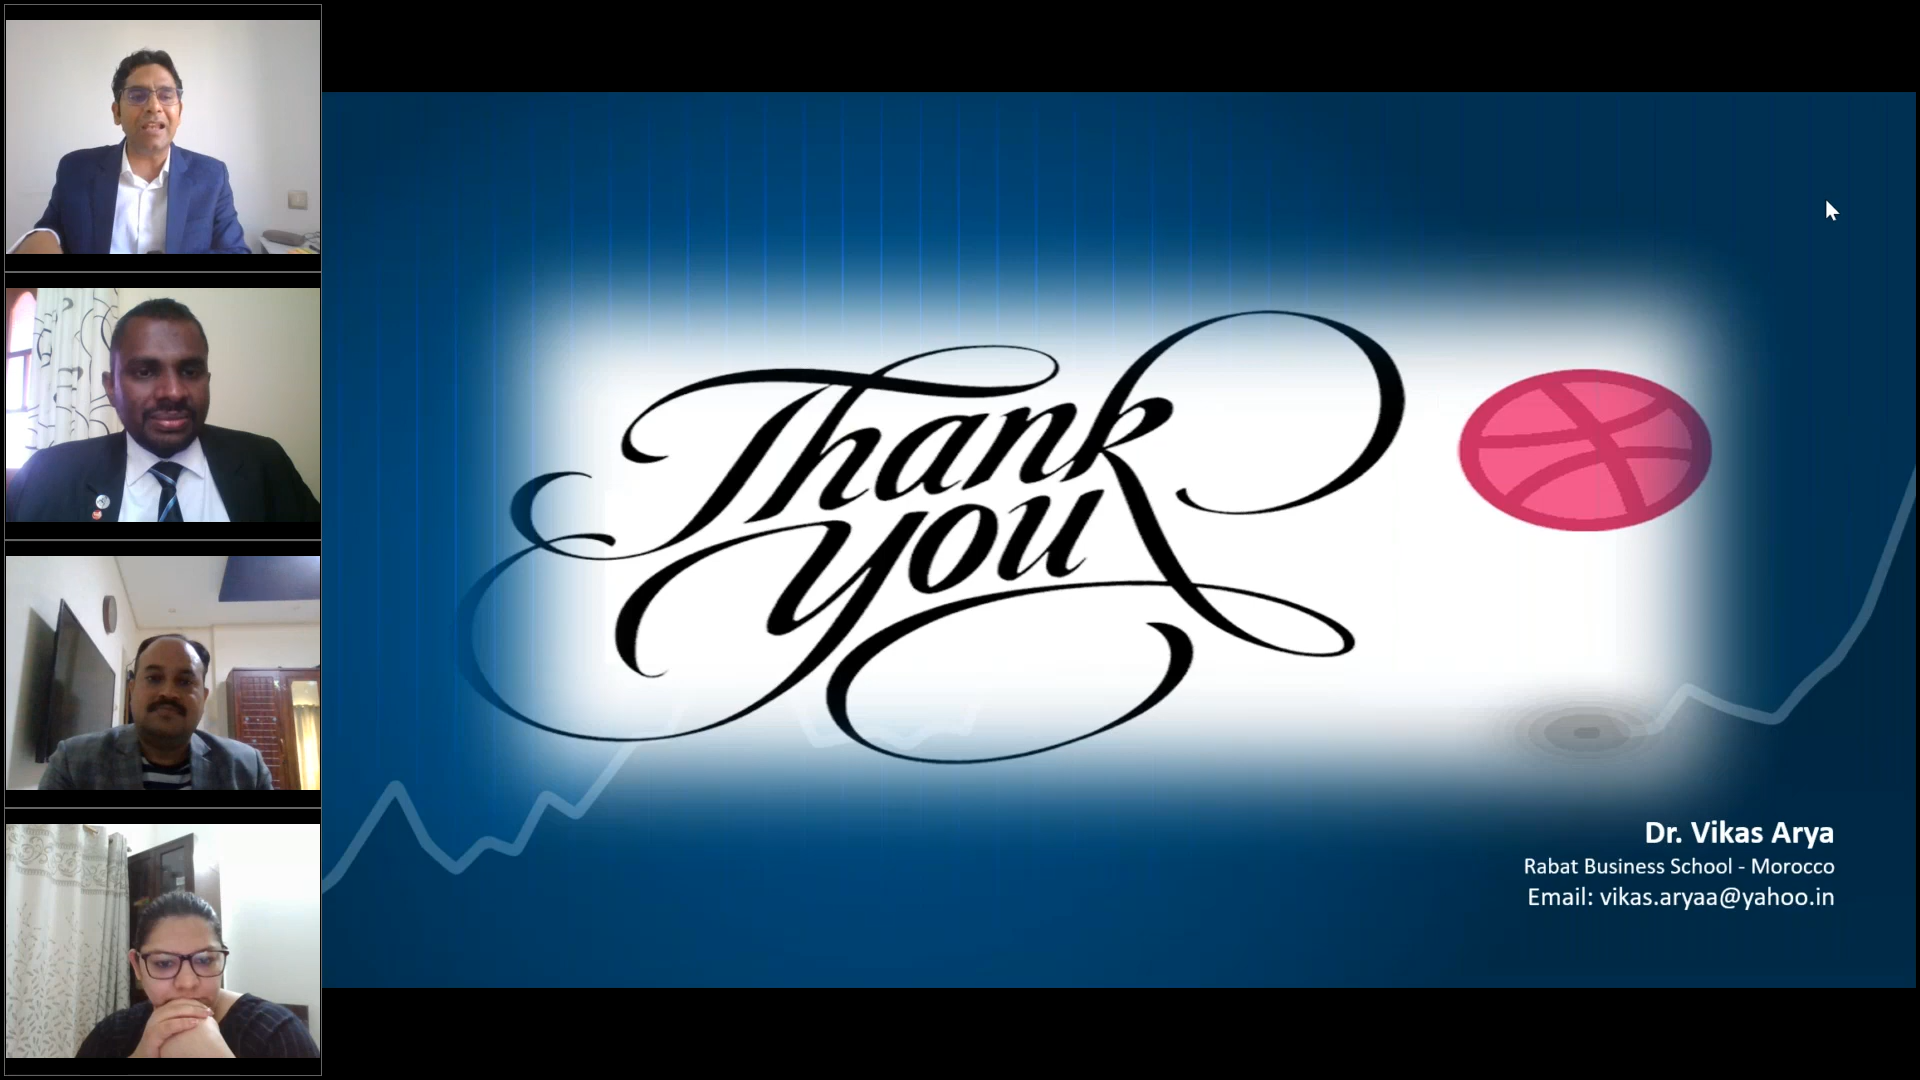 Thank
you
Dr. Vikas Arya
Rabat Business School - Morocco
Email: vikas.aryaa@yahoo.in